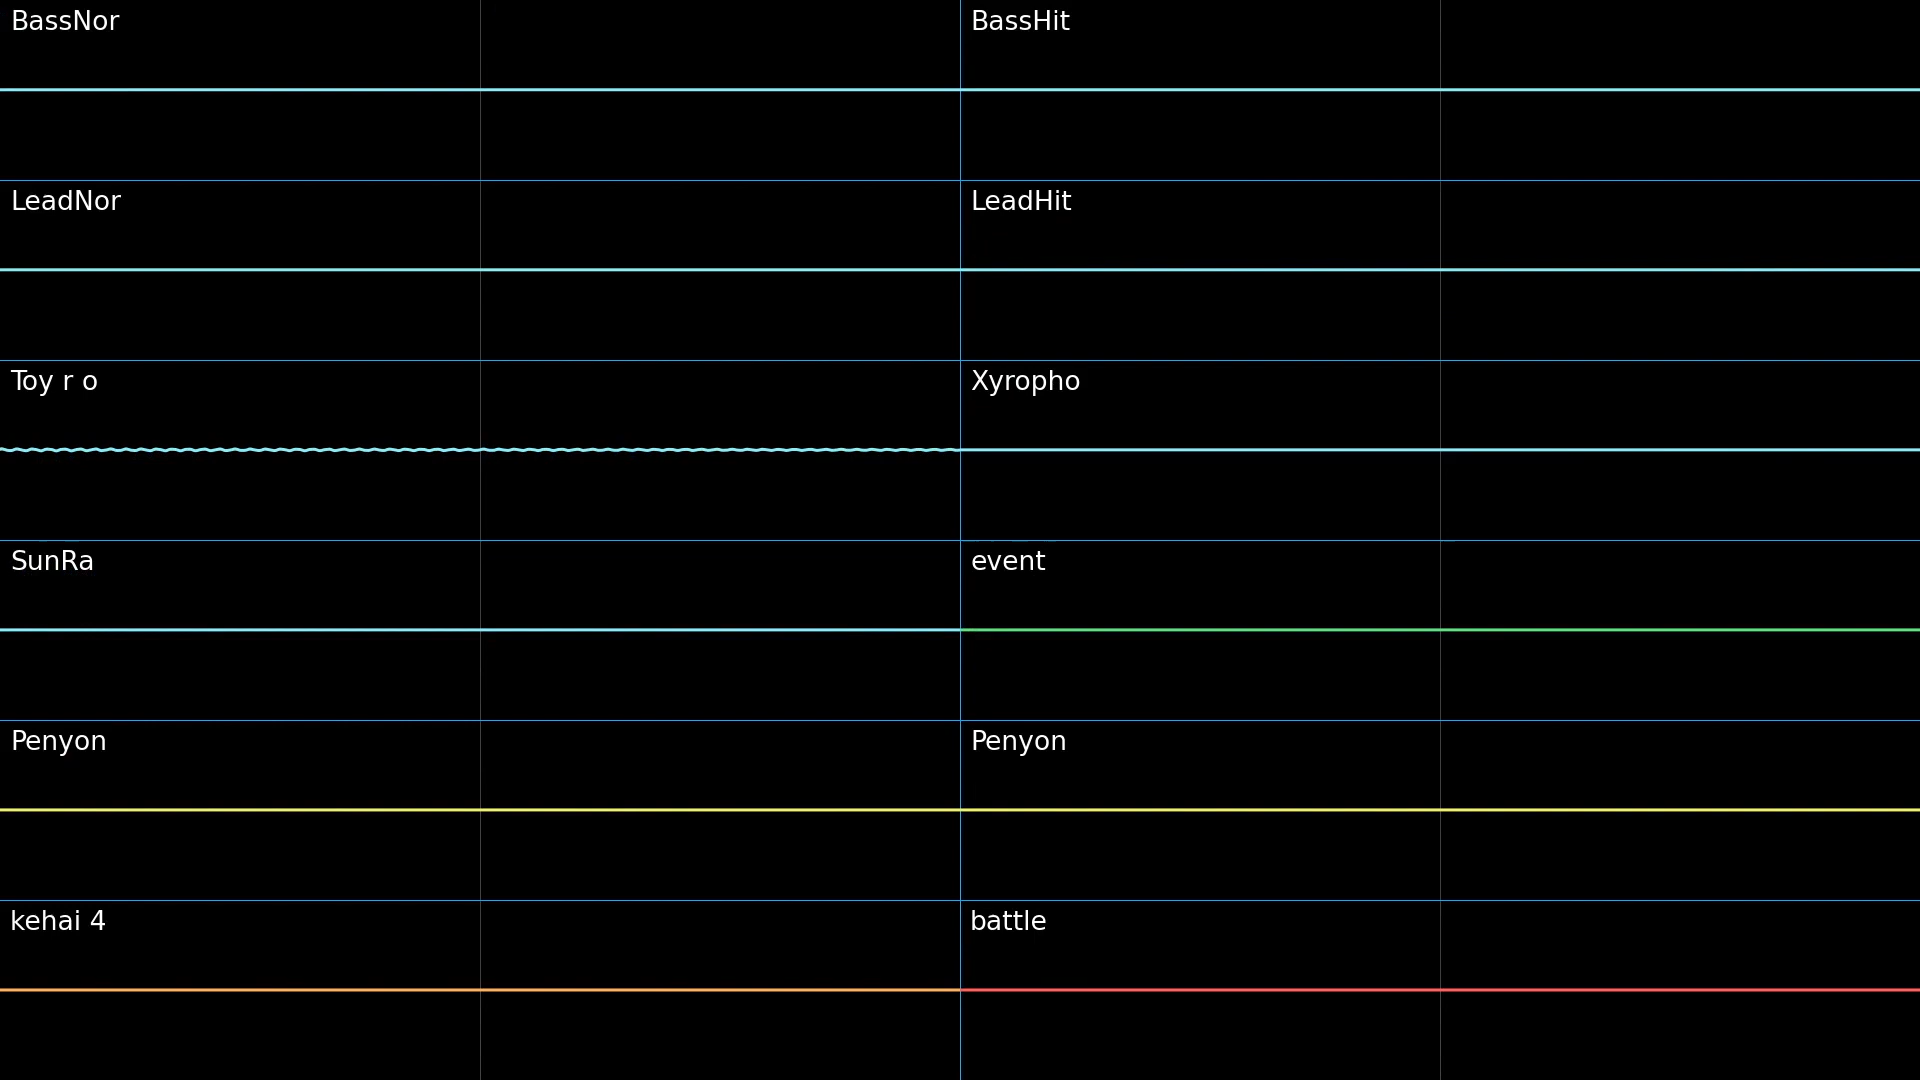 BassNor
BassHit
LeadNor
LeadHit
Toy r o
Xyropho
SunRa
event
Penyon
Penyon
kehai 4
battle